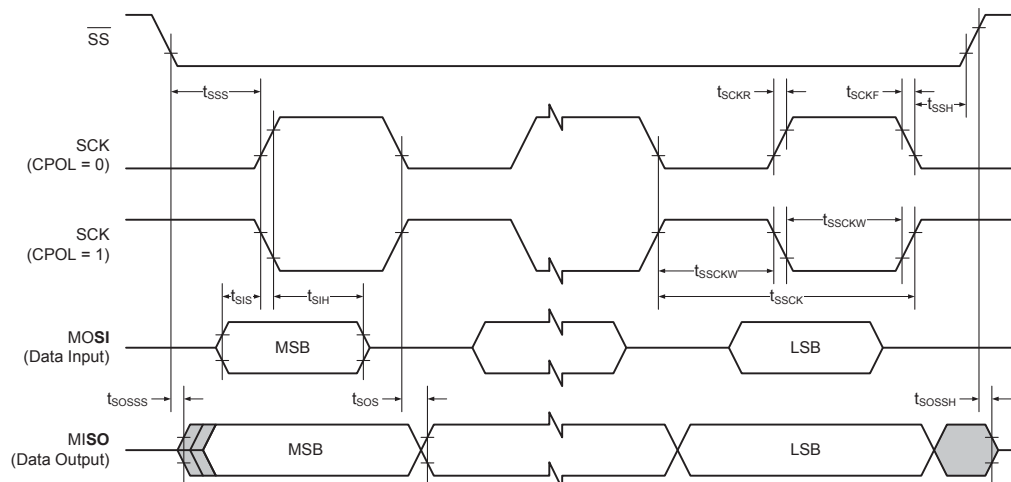 SS
tSSS
tSCKR
tSCKF
tSSH
SCK
(CPOL = 0)
SCK
(CPOL = 1)
tSSCKW
tSSCKW
tSSCK
tSIS
tSIH
MOSI
(Data Input)
MSB
LSB
tSOSSS
tSOS
tSOSSH
MISO
(Data Output)
MSB
LSB